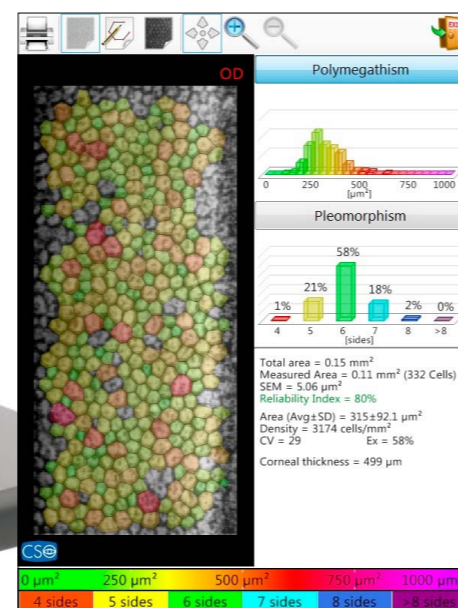 EXIT
OD
Polymegathism
0 250 500 750 1000
[µm²]
Pleomorphism
58%
21%
18%
1%
2%
0%
4 5 6 7 8 >8
[sides]
Total area = 0.15 mm²
Measured Area = 0.11 mm² (332 Cells)
SEM = 5.06 µm²
Reliability Index = 80%
Area (Avg±SD) = 315±92.1 µm²
Density = 3174 cells/mm²
CV = 29 Ex = 58%
Corneal thickness = 499 µm
CSO
0 µm² 250 µm² 500 µm² 750 µm² 1000 µm²
4 sides 5 sides 6 sides 7 sides 8 sides >8 sides